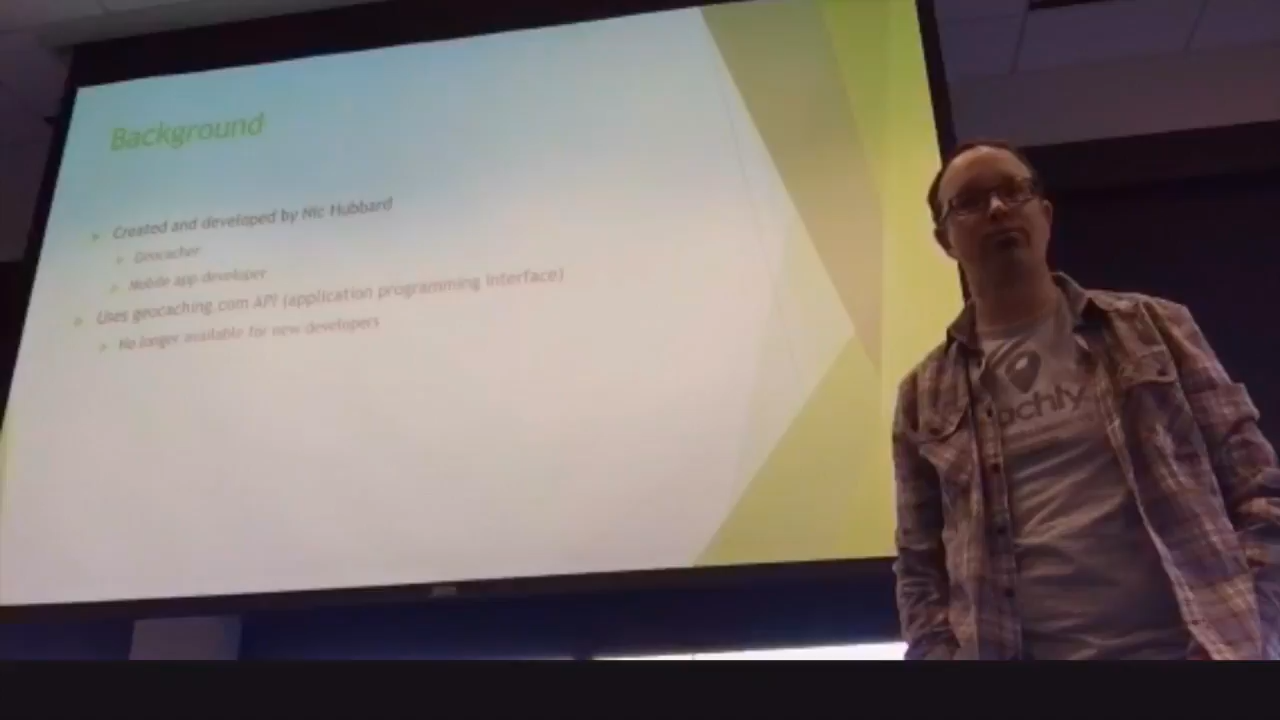 Background
Created and developed by Nic Hubbard
Geocacher
Mobile app developer
Uses geocaching.com API (application programming interface)
No longer available for new developers
achly